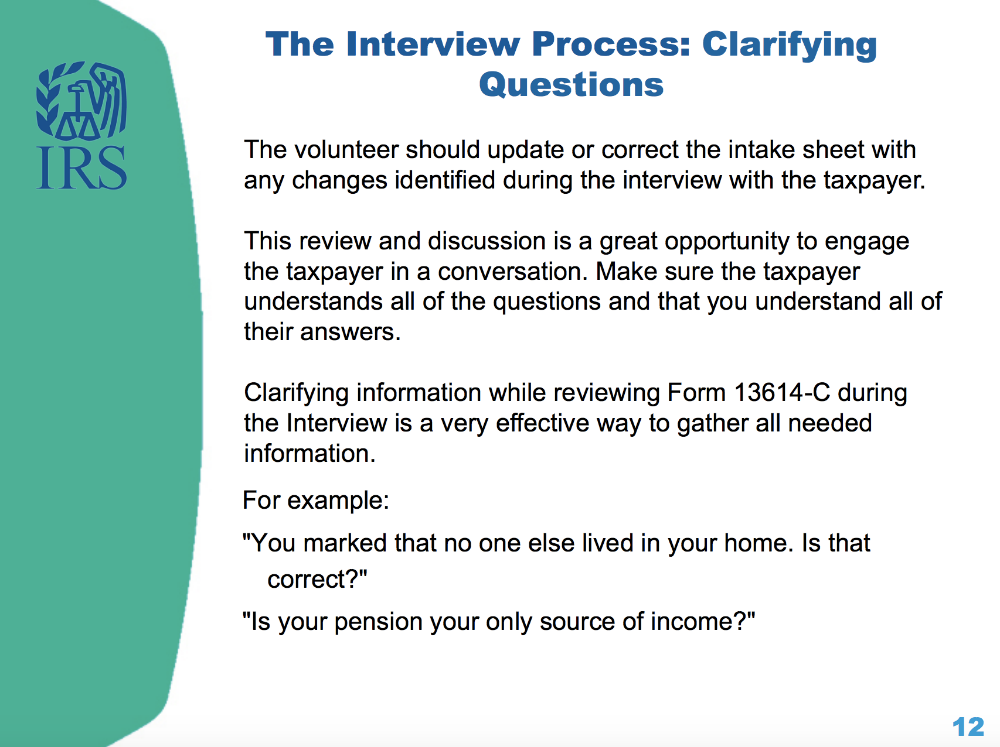 The Interview Process: Clarifying
Questions
IRS
The volunteer should update or correct the intake sheet with
any changes identified during the interview with the taxpayer.
This review and discussion is a great opportunity to engage
the taxpayer in a conversation. Make sure the taxpayer
understands all of the questions and that you understand all of
their answers.
Clarifying information while reviewing Form 13614-C during
the Interview is a very effective way to gather all needed
information.
For example:
"You marked that no one else lived in your home. Is that
correct?"
"Is your pension your only source of income?"
12